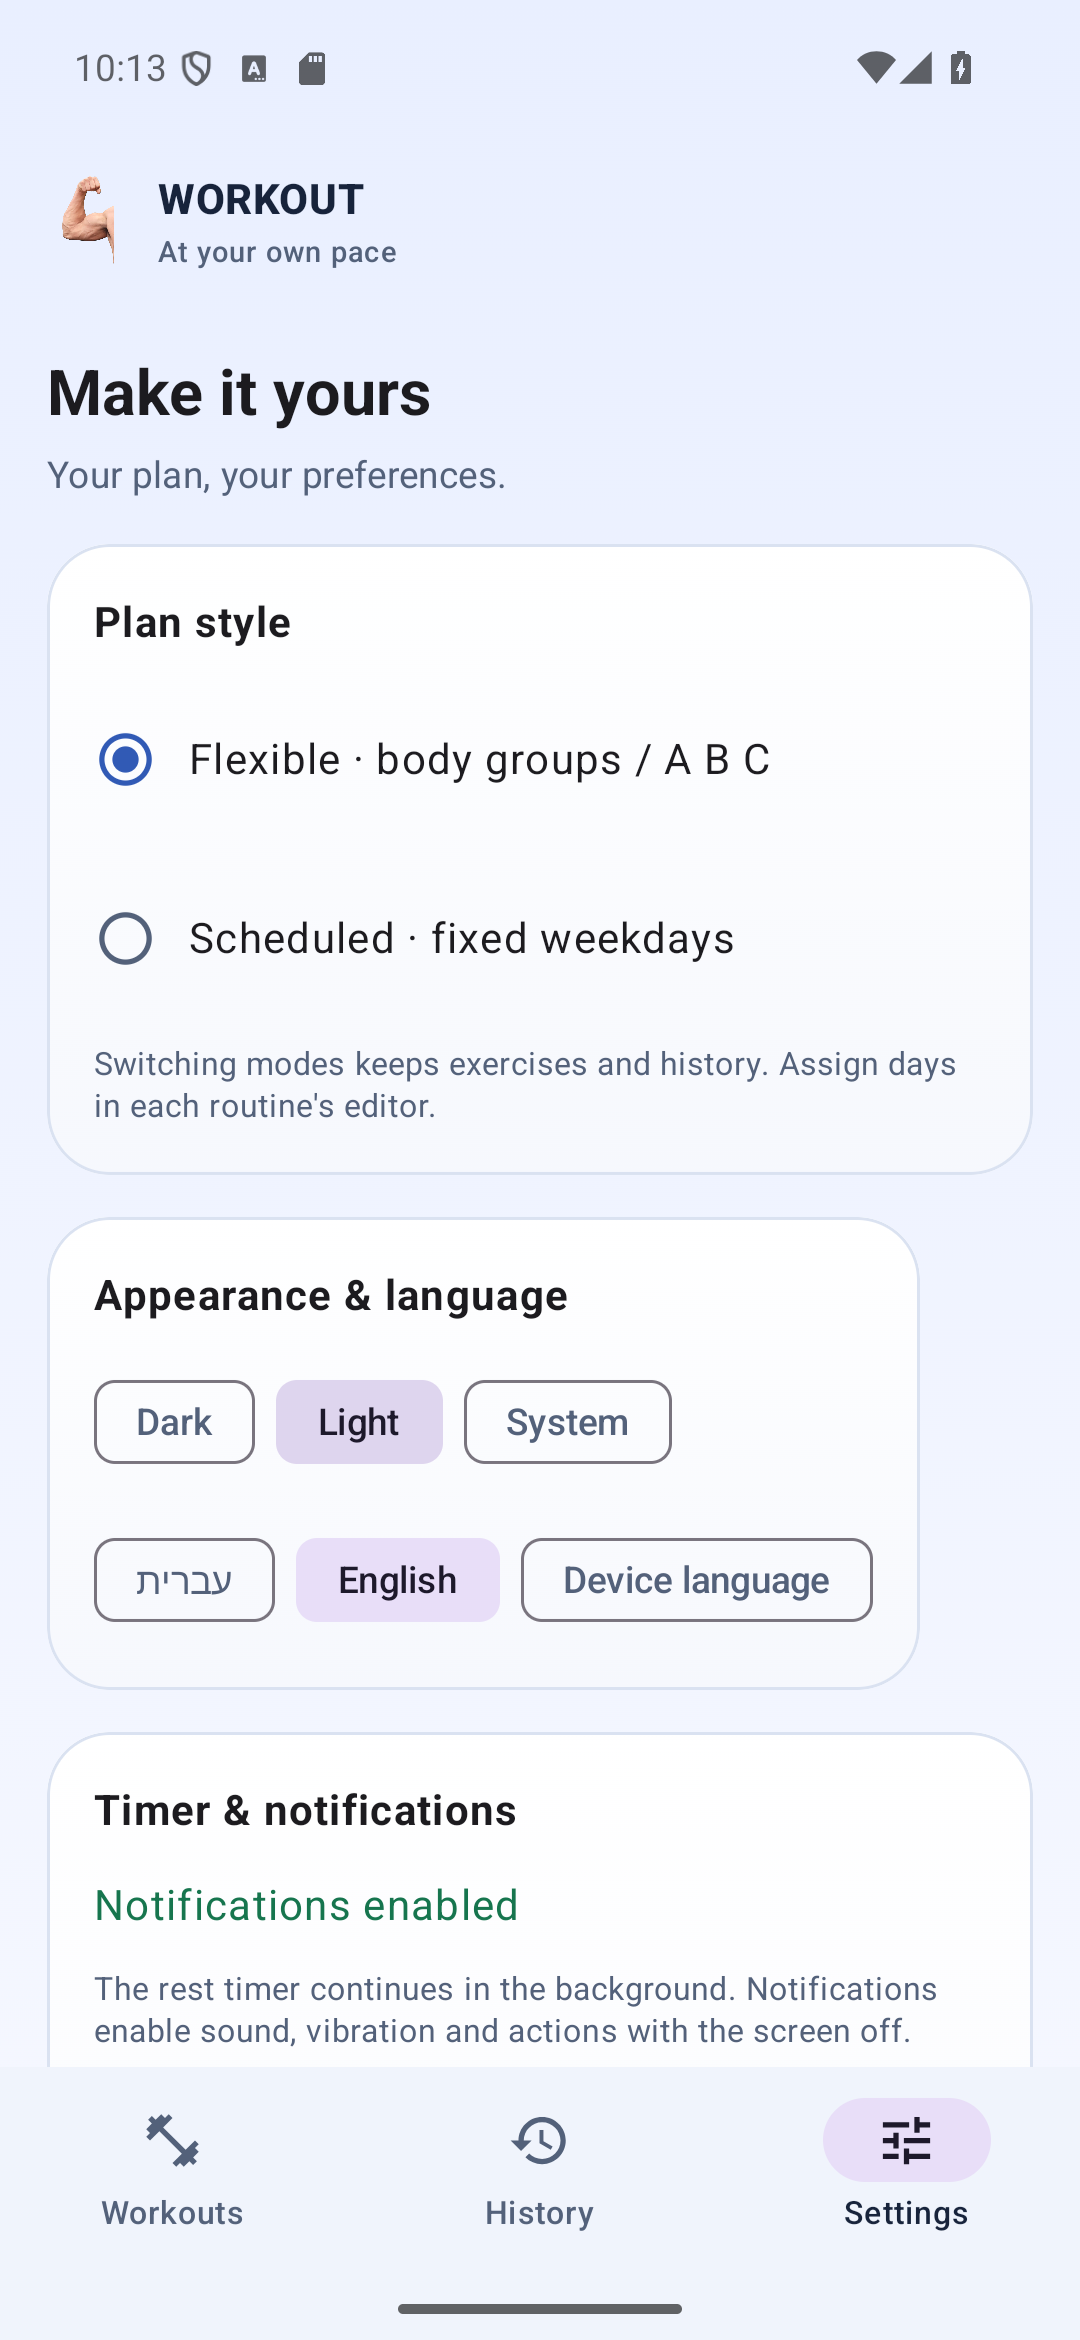 10:13
WORKOUT
At your own pace
Make it yours
Your plan, your preferences.
Plan style
Flexible · body groups / A B C
Scheduled · fixed weekdays
Switching modes keeps exercises and history. Assign days
in each routine's editor.
Appearance & language
Dark Light System
עברית English Device language
Timer & notifications
Notifications enabled
The rest timer continues in the background. Notifications
enable sound, vibration and actions with the screen off.
Workouts History Settings